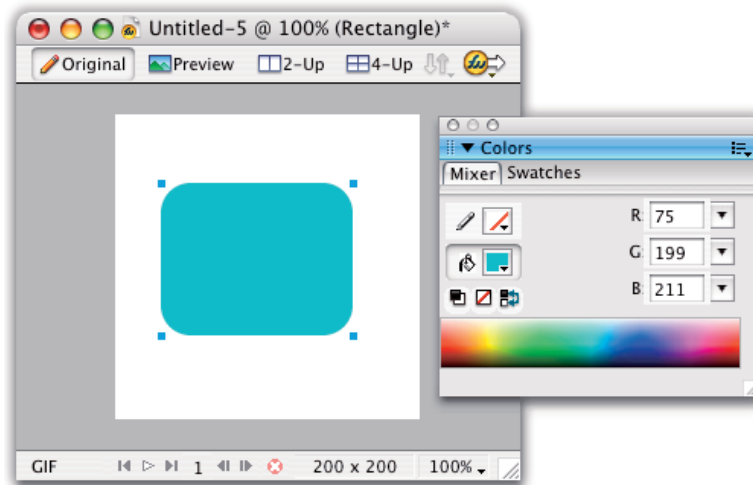 Untitled-5 @ 100% (Rectangle)*
Original Preview 2-Up 4-Up
Colors
Mixer Swatches
R: 75
G: 199
B: 211
GIF 1 200 x 200 100%